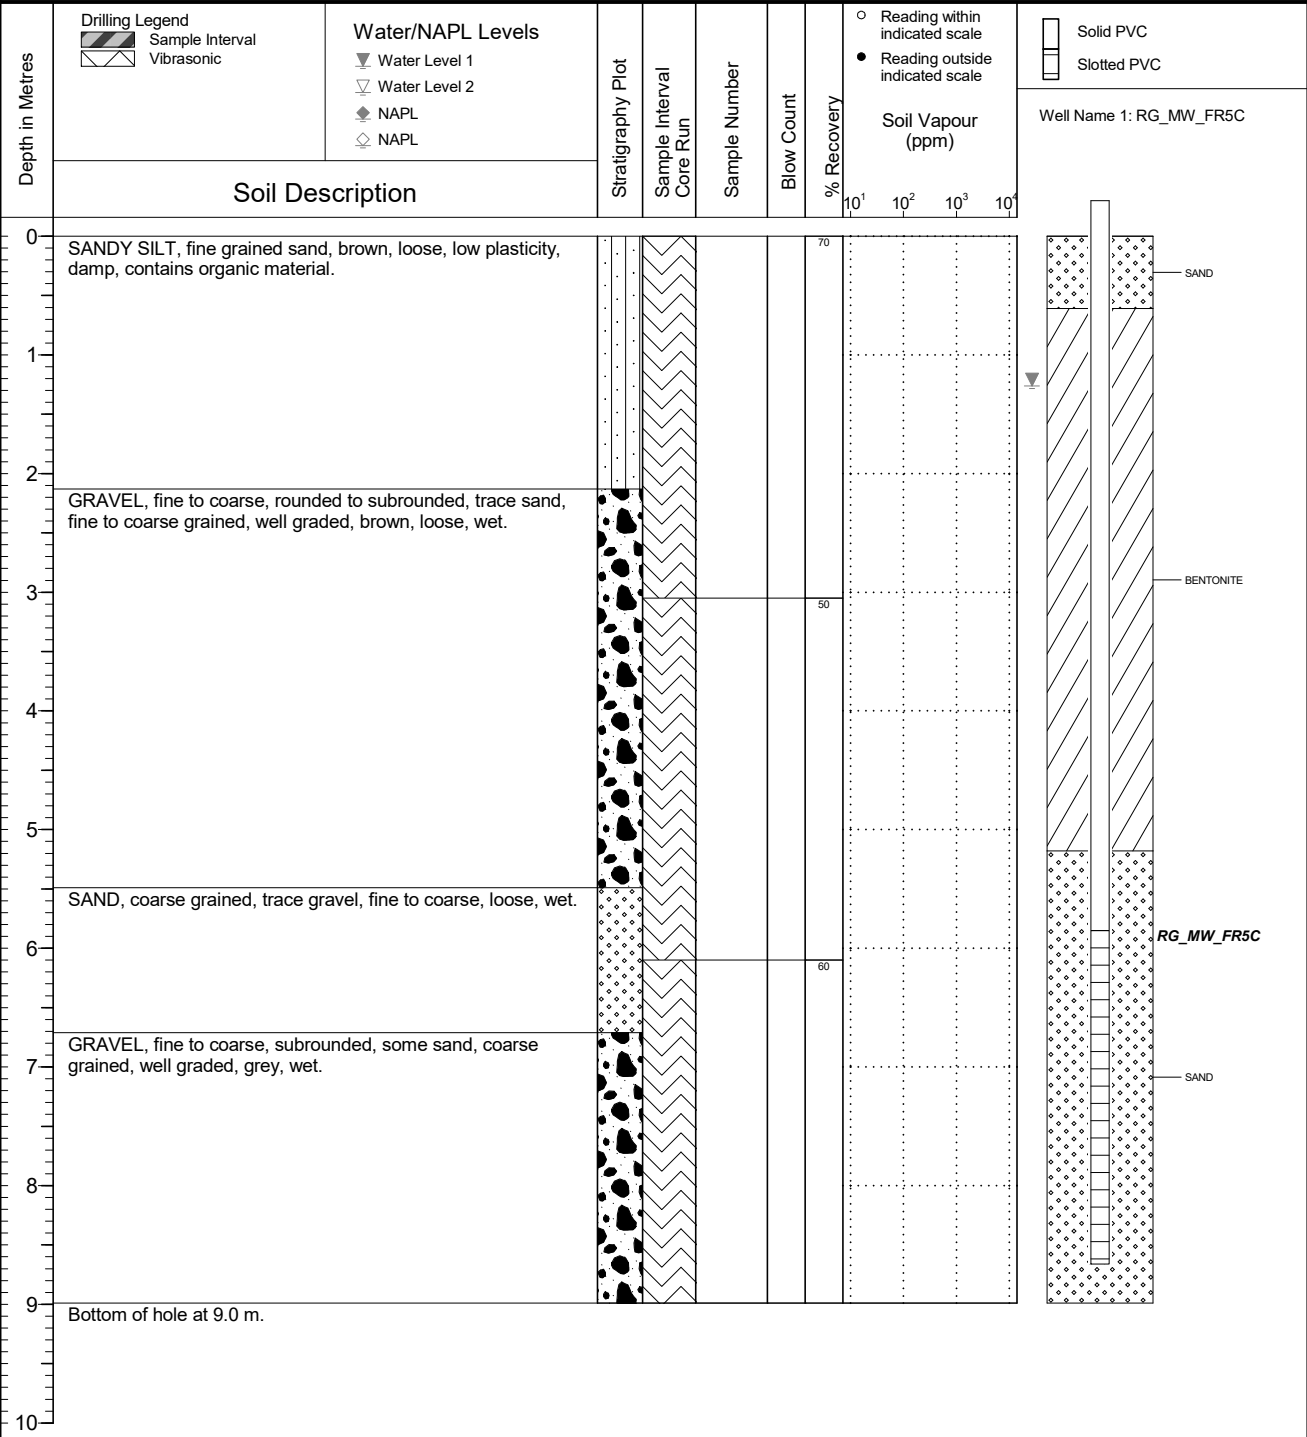 Depth in Metres
Drilling Legend
Sample Interval
Vibrasonic
Water/NAPL Levels
Water Level 1
Water Level 2
NAPL
NAPL
Soil Description
Stratigraphy Plot
Sample Interval
Core Run
Sample Number
Blow Count
% Recovery
Reading within
indicated scale
Reading outside
indicated scale
Soil Vapour
(ppm)
10¹ 10² 10³ 10⁴
Solid PVC
Slotted PVC
Well Name 1: RG_MW_FR5C
0
SANDY SILT, fine grained sand, brown, loose, low plasticity,
damp, contains organic material.
70
SAND
1
2
GRAVEL, fine to coarse, rounded to subrounded, trace sand,
fine to coarse grained, well graded, brown, loose, wet.
3
50
BENTONITE
4
5
SAND, coarse grained, trace gravel, fine to coarse, loose, wet.
6
RG_MW_FR5C
60
GRAVEL, fine to coarse, subrounded, some sand, coarse
grained, well graded, grey, wet.
7
SAND
8
9
Bottom of hole at 9.0 m.
10